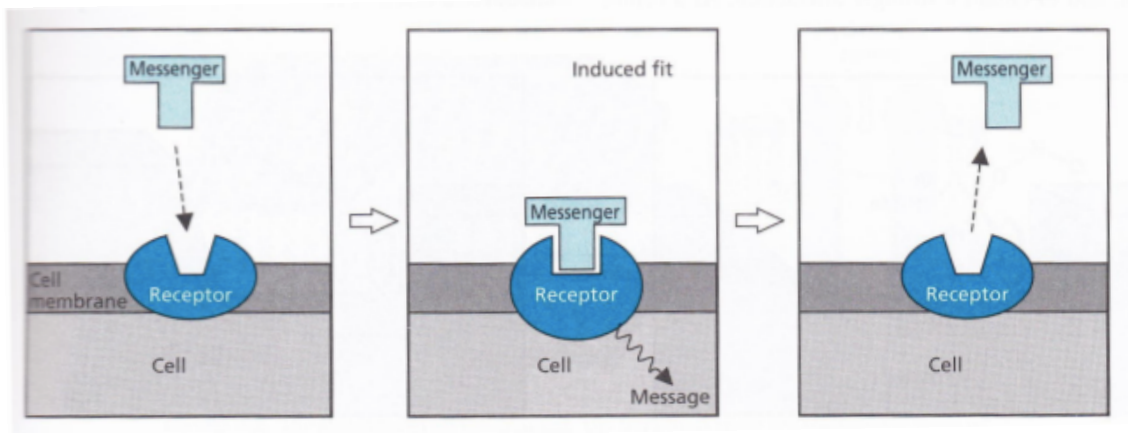 Messenger
Cell
membrane
Receptor
Cell
Induced fit
Messenger
Receptor
Cell
Message
Messenger
Receptor
Cell